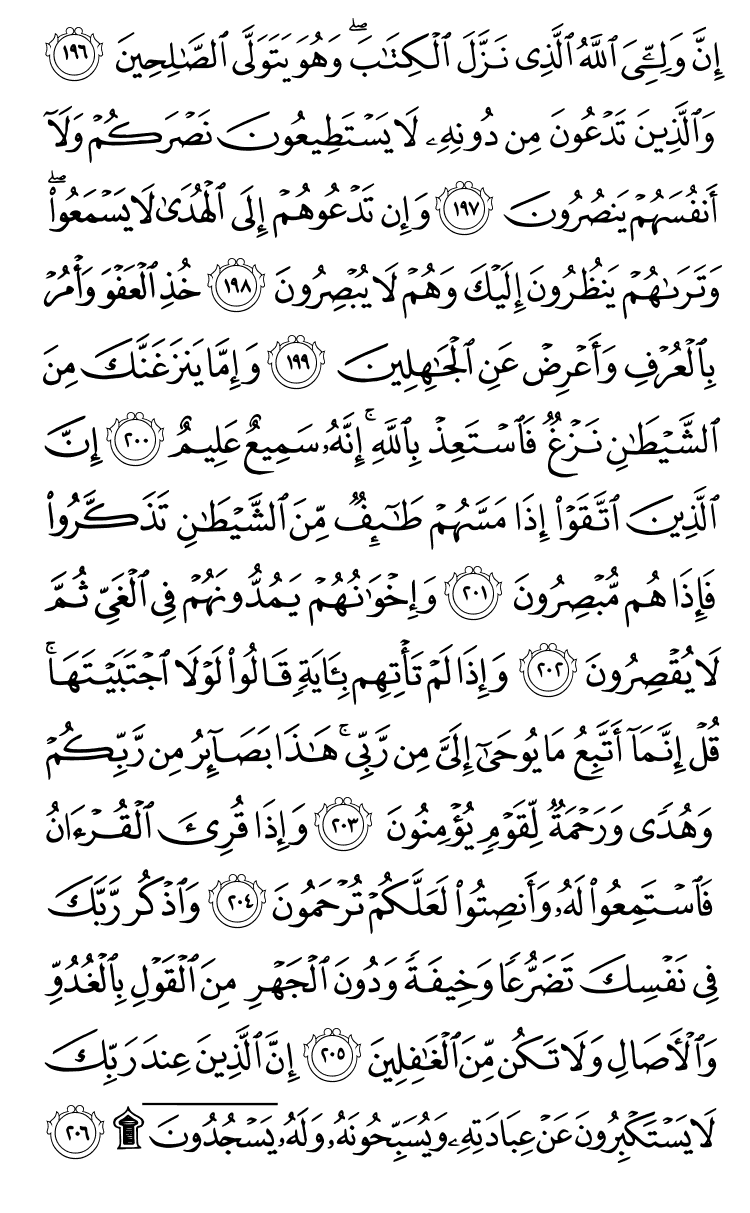 إِنَّ وَلِـِّۧيَ ٱللَّهُ ٱلَّذِى نَزَّلَ ٱلْكِتَٰبَ ۖ وَهُوَ يَتَوَلَّى ٱلصَّٰلِحِينَ ١٩٦
وَٱلَّذِينَ تَدْعُونَ مِن دُونِهِۦ لَا يَسْتَطِيعُونَ نَصْرَكُمْ وَلَآ
أَنفُسَهُمْ يَنصُرُونَ ١٩٧ وَإِن تَدْعُوهُمْ إِلَى ٱلْهُدَىٰ لَا يَسْمَعُوا۟ ۖ
وَتَرَىٰهُمْ يَنظُرُونَ إِلَيْكَ وَهُمْ لَا يُبْصِرُونَ ١٩٨ خُذِ ٱلْعَفْوَ وَأْمُرْ
بِٱلْعُرْفِ وَأَعْرِضْ عَنِ ٱلْجَٰهِلِينَ ١٩٩ وَإِمَّا يَنزَغَنَّكَ مِنَ
ٱلشَّيْطَٰنِ نَزْغٌ فَٱسْتَعِذْ بِٱللَّهِ ۚ إِنَّهُۥ سَمِيعٌ عَلِيمٌ ٢٠٠ إِنَّ
ٱلَّذِينَ ٱتَّقَوْا۟ إِذَا مَسَّهُمْ طَٰٓئِفٌ مِّنَ ٱلشَّيْطَٰنِ تَذَكَّرُوا۟
فَإِذَا هُم مُّبْصِرُونَ ٢٠١ وَإِخْوَٰنُهُمْ يَمُدُّونَهُمْ فِى ٱلْغَىِّ ثُمَّ
لَا يُقْصِرُونَ ٢٠٢ وَإِذَا لَمْ تَأْتِهِم بِـَٔايَةٍ قَالُوا۟ لَوْلَا ٱجْتَبَيْتَهَا ۚ
قُلْ إِنَّمَآ أَتَّبِعُ مَا يُوحَىٰٓ إِلَىَّ مِن رَّبِّى ۚ هَٰذَا بَصَآئِرُ مِن رَّبِّكُمْ
وَهُدًى وَرَحْمَةٌ لِّقَوْمٍ يُؤْمِنُونَ ٢٠٣ وَإِذَا قُرِئَ ٱلْقُرْءَانُ
فَٱسْتَمِعُوا۟ لَهُۥ وَأَنصِتُوا۟ لَعَلَّكُمْ تُرْحَمُونَ ٢٠٤ وَٱذْكُر رَّبَّكَ
فِى نَفْسِكَ تَضَرُّعًا وَخِيفَةً وَدُونَ ٱلْجَهْرِ مِنَ ٱلْقَوْلِ بِٱلْغُدُوِّ
وَٱلْـَٔاصَالِ وَلَا تَكُن مِّنَ ٱلْغَٰفِلِينَ ٢٠٥ إِنَّ ٱلَّذِينَ عِندَ رَبِّكَ
لَا يَسْتَكْبِرُونَ عَنْ عِبَادَتِهِۦ وَيُسَبِّحُونَهُۥ وَلَهُۥ يَسْجُدُونَ ۩ ٢٠٦